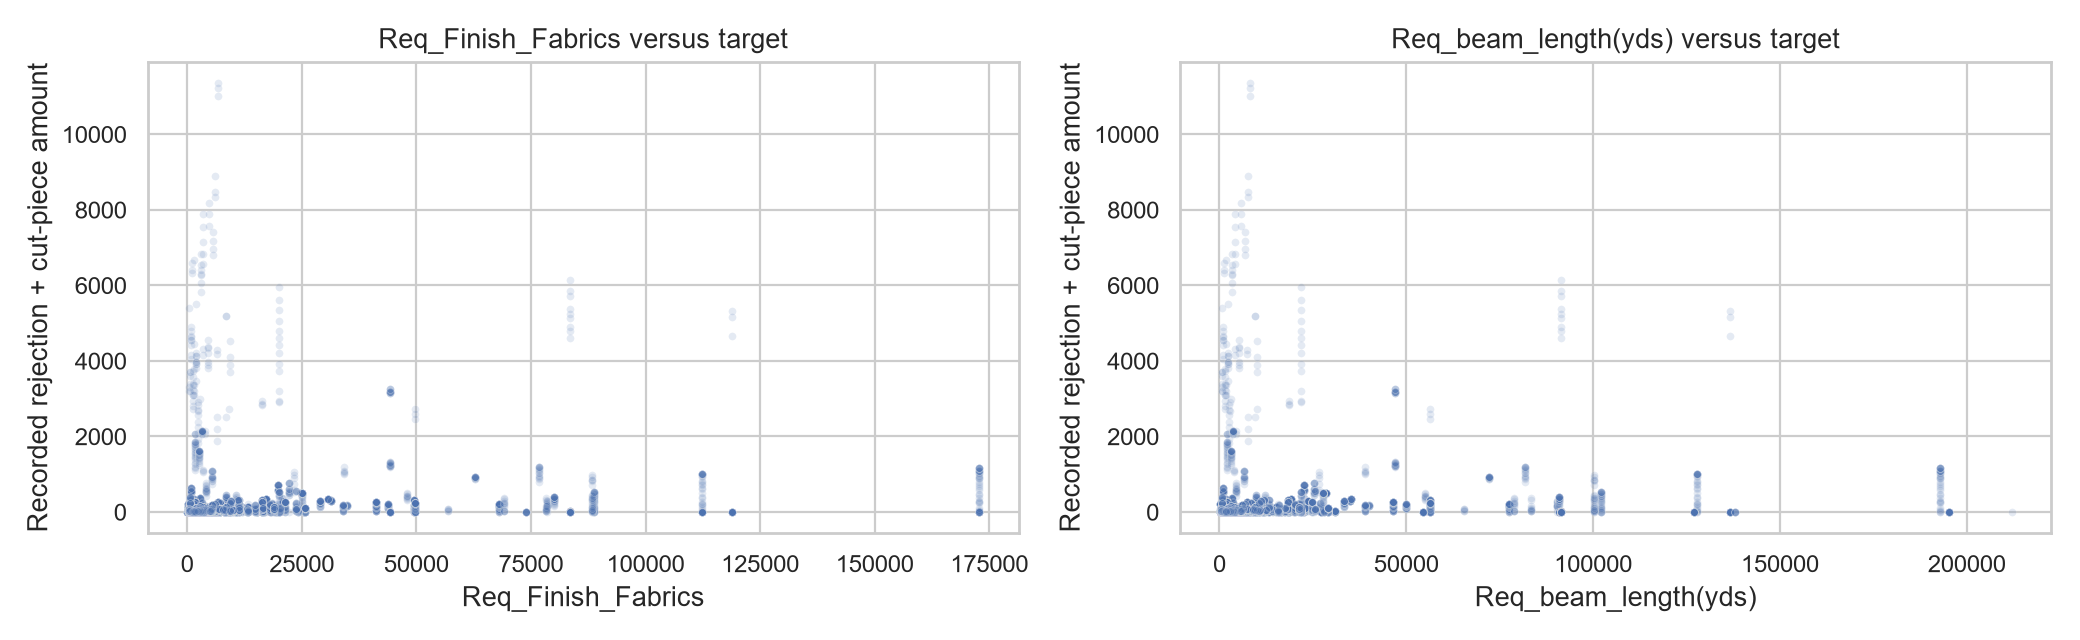 Req_Finish_Fabrics versus target
Recorded rejection + cut-piece amount
10000
8000
6000
4000
2000
0
0 25000 50000 75000 100000 125000 150000 175000
Req_Finish_Fabrics
Req_beam_length(yds) versus target
Recorded rejection + cut-piece amount
10000
8000
6000
4000
2000
0
0 50000 100000 150000 200000
Req_beam_length(yds)